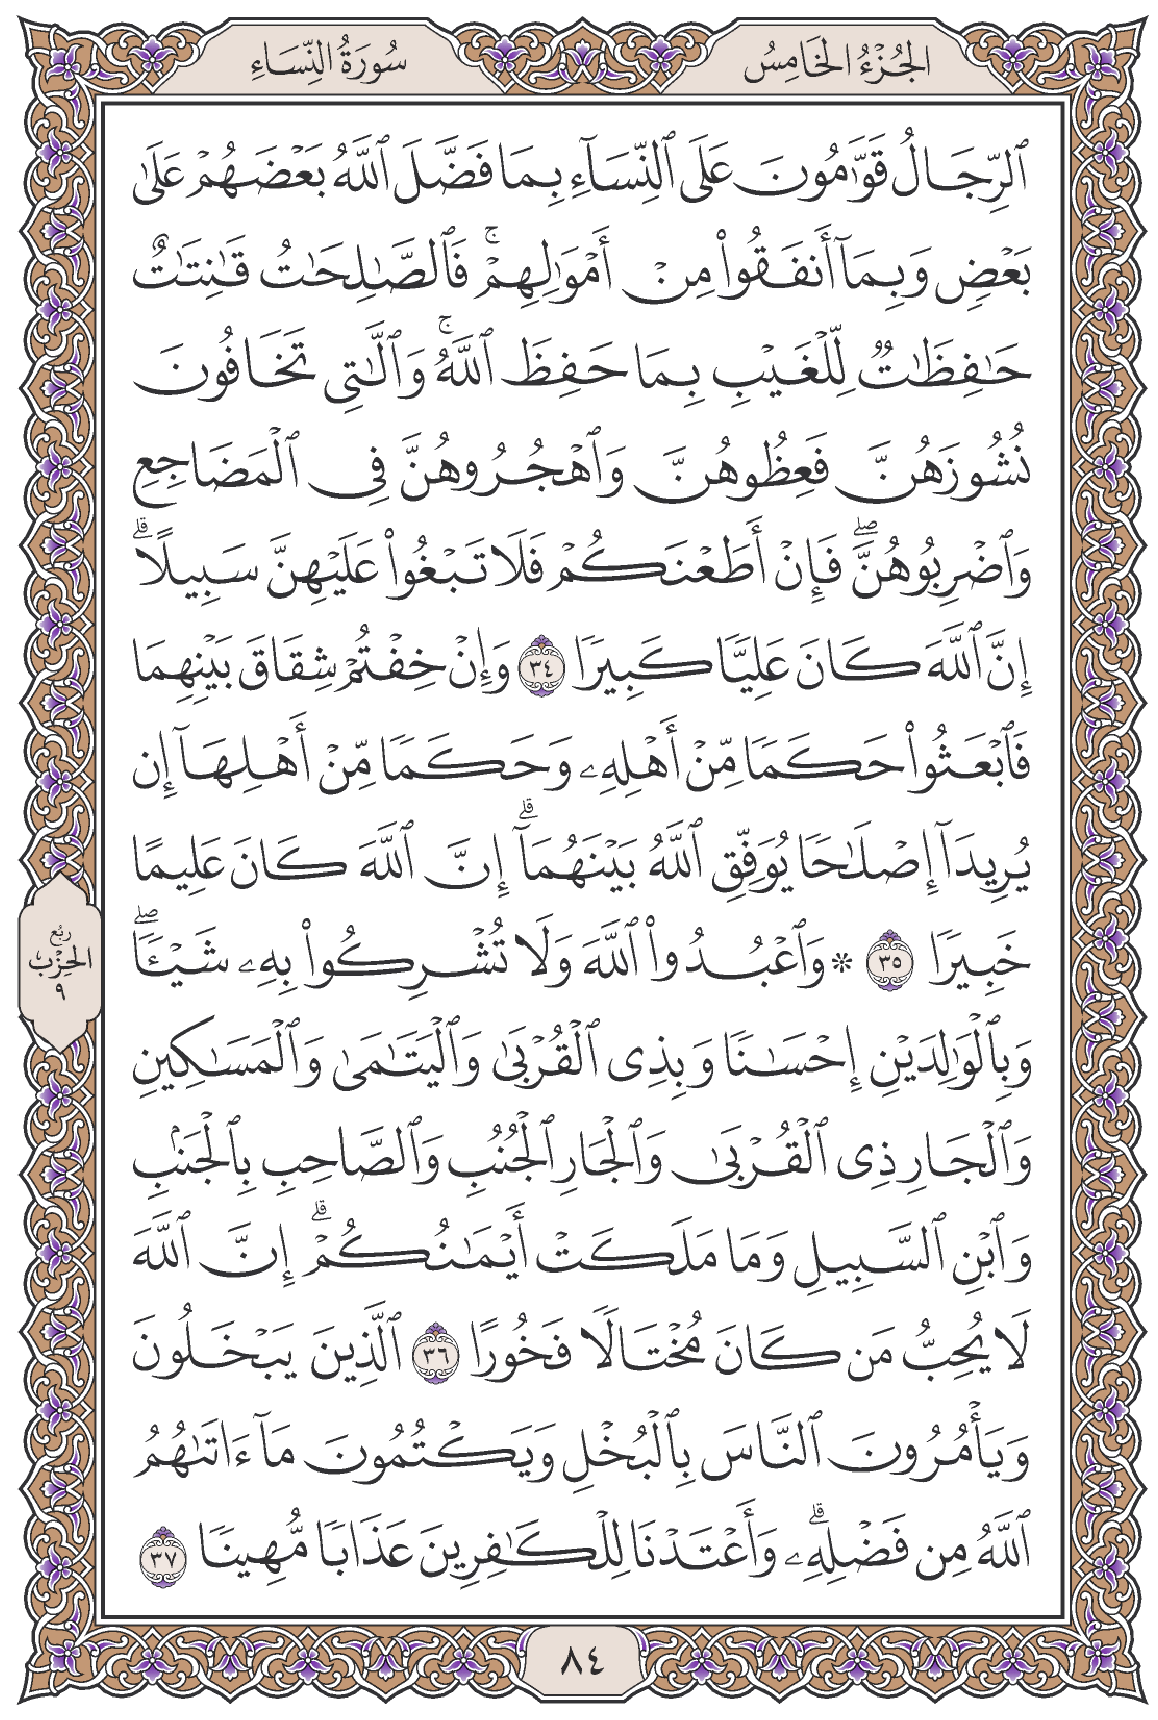 الجُزْءُ الخَامِسُ
سُورَةُ النِّسَاءِ
ٱلرِّجَالُ قَوَّٰمُونَ عَلَى ٱلنِّسَآءِ بِمَا فَضَّلَ ٱللَّهُ بَعْضَهُمْ عَلَىٰ
بَعْضٍ وَبِمَآ أَنفَقُوا۟ مِنْ أَمْوَٰلِهِمْ ۚ فَٱلصَّٰلِحَٰتُ قَٰنِتَٰتٌ
حَٰفِظَٰتٌ لِّلْغَيْبِ بِمَا حَفِظَ ٱللَّهُ ۚ وَٱلَّٰتِى تَخَافُونَ
نُشُوزَهُنَّ فَعِظُوهُنَّ وَٱهْجُرُوهُنَّ فِى ٱلْمَضَاجِعِ
وَٱضْرِبُوهُنَّ ۖ فَإِنْ أَطَعْنَكُمْ فَلَا تَبْغُوا۟ عَلَيْهِنَّ سَبِيلًا ۗ
إِنَّ ٱللَّهَ كَانَ عَلِيًّا كَبِيرًا ٣٤ وَإِنْ خِفْتُمْ شِقَاقَ بَيْنِهِمَا
فَٱبْعَثُوا۟ حَكَمًا مِّنْ أَهْلِهِۦ وَحَكَمًا مِّنْ أَهْلِهَآ إِن
يُرِيدَآ إِصْلَٰحًا يُوَفِّقِ ٱللَّهُ بَيْنَهُمَآ ۗ إِنَّ ٱللَّهَ كَانَ عَلِيمًا
خَبِيرًا ٣٥ ۞ وَٱعْبُدُوا۟ ٱللَّهَ وَلَا تُشْرِكُوا۟ بِهِۦ شَيْـًٔا ۖ
وَبِٱلْوَٰلِدَيْنِ إِحْسَٰنًا وَبِذِى ٱلْقُرْبَىٰ وَٱلْيَتَٰمَىٰ وَٱلْمَسَٰكِينِ
وَٱلْجَارِ ذِى ٱلْقُرْبَىٰ وَٱلْجَارِ ٱلْجُنُبِ وَٱلصَّاحِبِ بِٱلْجَنۢبِ
وَٱبْنِ ٱلسَّبِيلِ وَمَا مَلَكَتْ أَيْمَٰنُكُمْ ۗ إِنَّ ٱللَّهَ
لَا يُحِبُّ مَن كَانَ مُخْتَالًا فَخُورًا ٣٦ ٱلَّذِينَ يَبْخَلُونَ
وَيَأْمُرُونَ ٱلنَّاسَ بِٱلْبُخْلِ وَيَكْتُمُونَ مَآ ءَاتَىٰهُمُ
ٱللَّهُ مِن فَضْلِهِۦ ۗ وَأَعْتَدْنَا لِلْكَٰفِرِينَ عَذَابًا مُّهِينًا ٣٧
رُبُع
الحِزْب
٩
٨٤